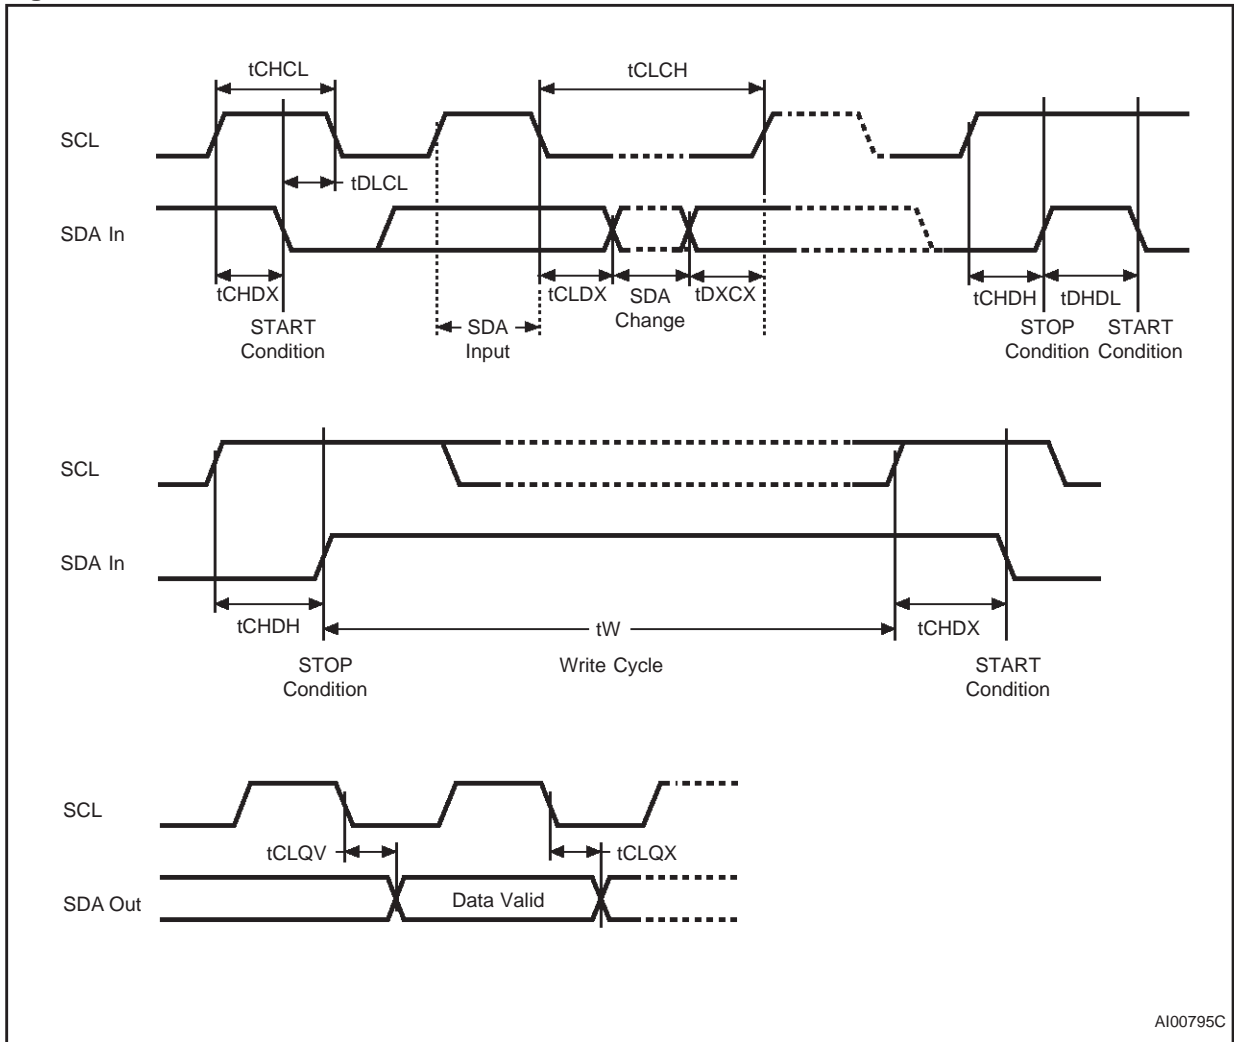 tCHCL
tCLCH
SCL
tDLCL
SDA In
tCHDX
tCLDX
SDA
Change
tDXCX
tCHDH
tDHDL
START
Condition
SDA
Input
STOP
Condition
START
Condition
SCL
SDA In
tCHDH
tW
tCHDX
STOP
Condition
Write Cycle
START
Condition
SCL
tCLQV
tCLQX
SDA Out
Data Valid
AI00795C